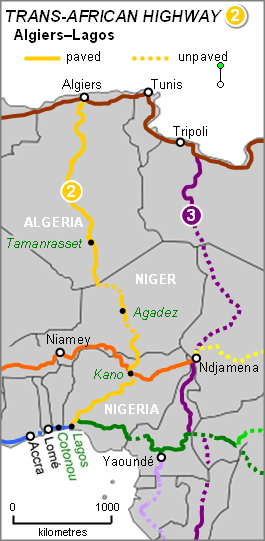 TRANS-AFRICAN HIGHWAY 2
Algiers–Lagos
paved
unpaved
Algiers
Tunis
Tripoli
2
3
ALGERIA
Tamanrasset
NIGER
Agadez
Niamey
Kano
Ndjamena
NIGERIA
Lagos
Cotonou
Lomé
Accra
Yaoundé
0
1000
kilometres